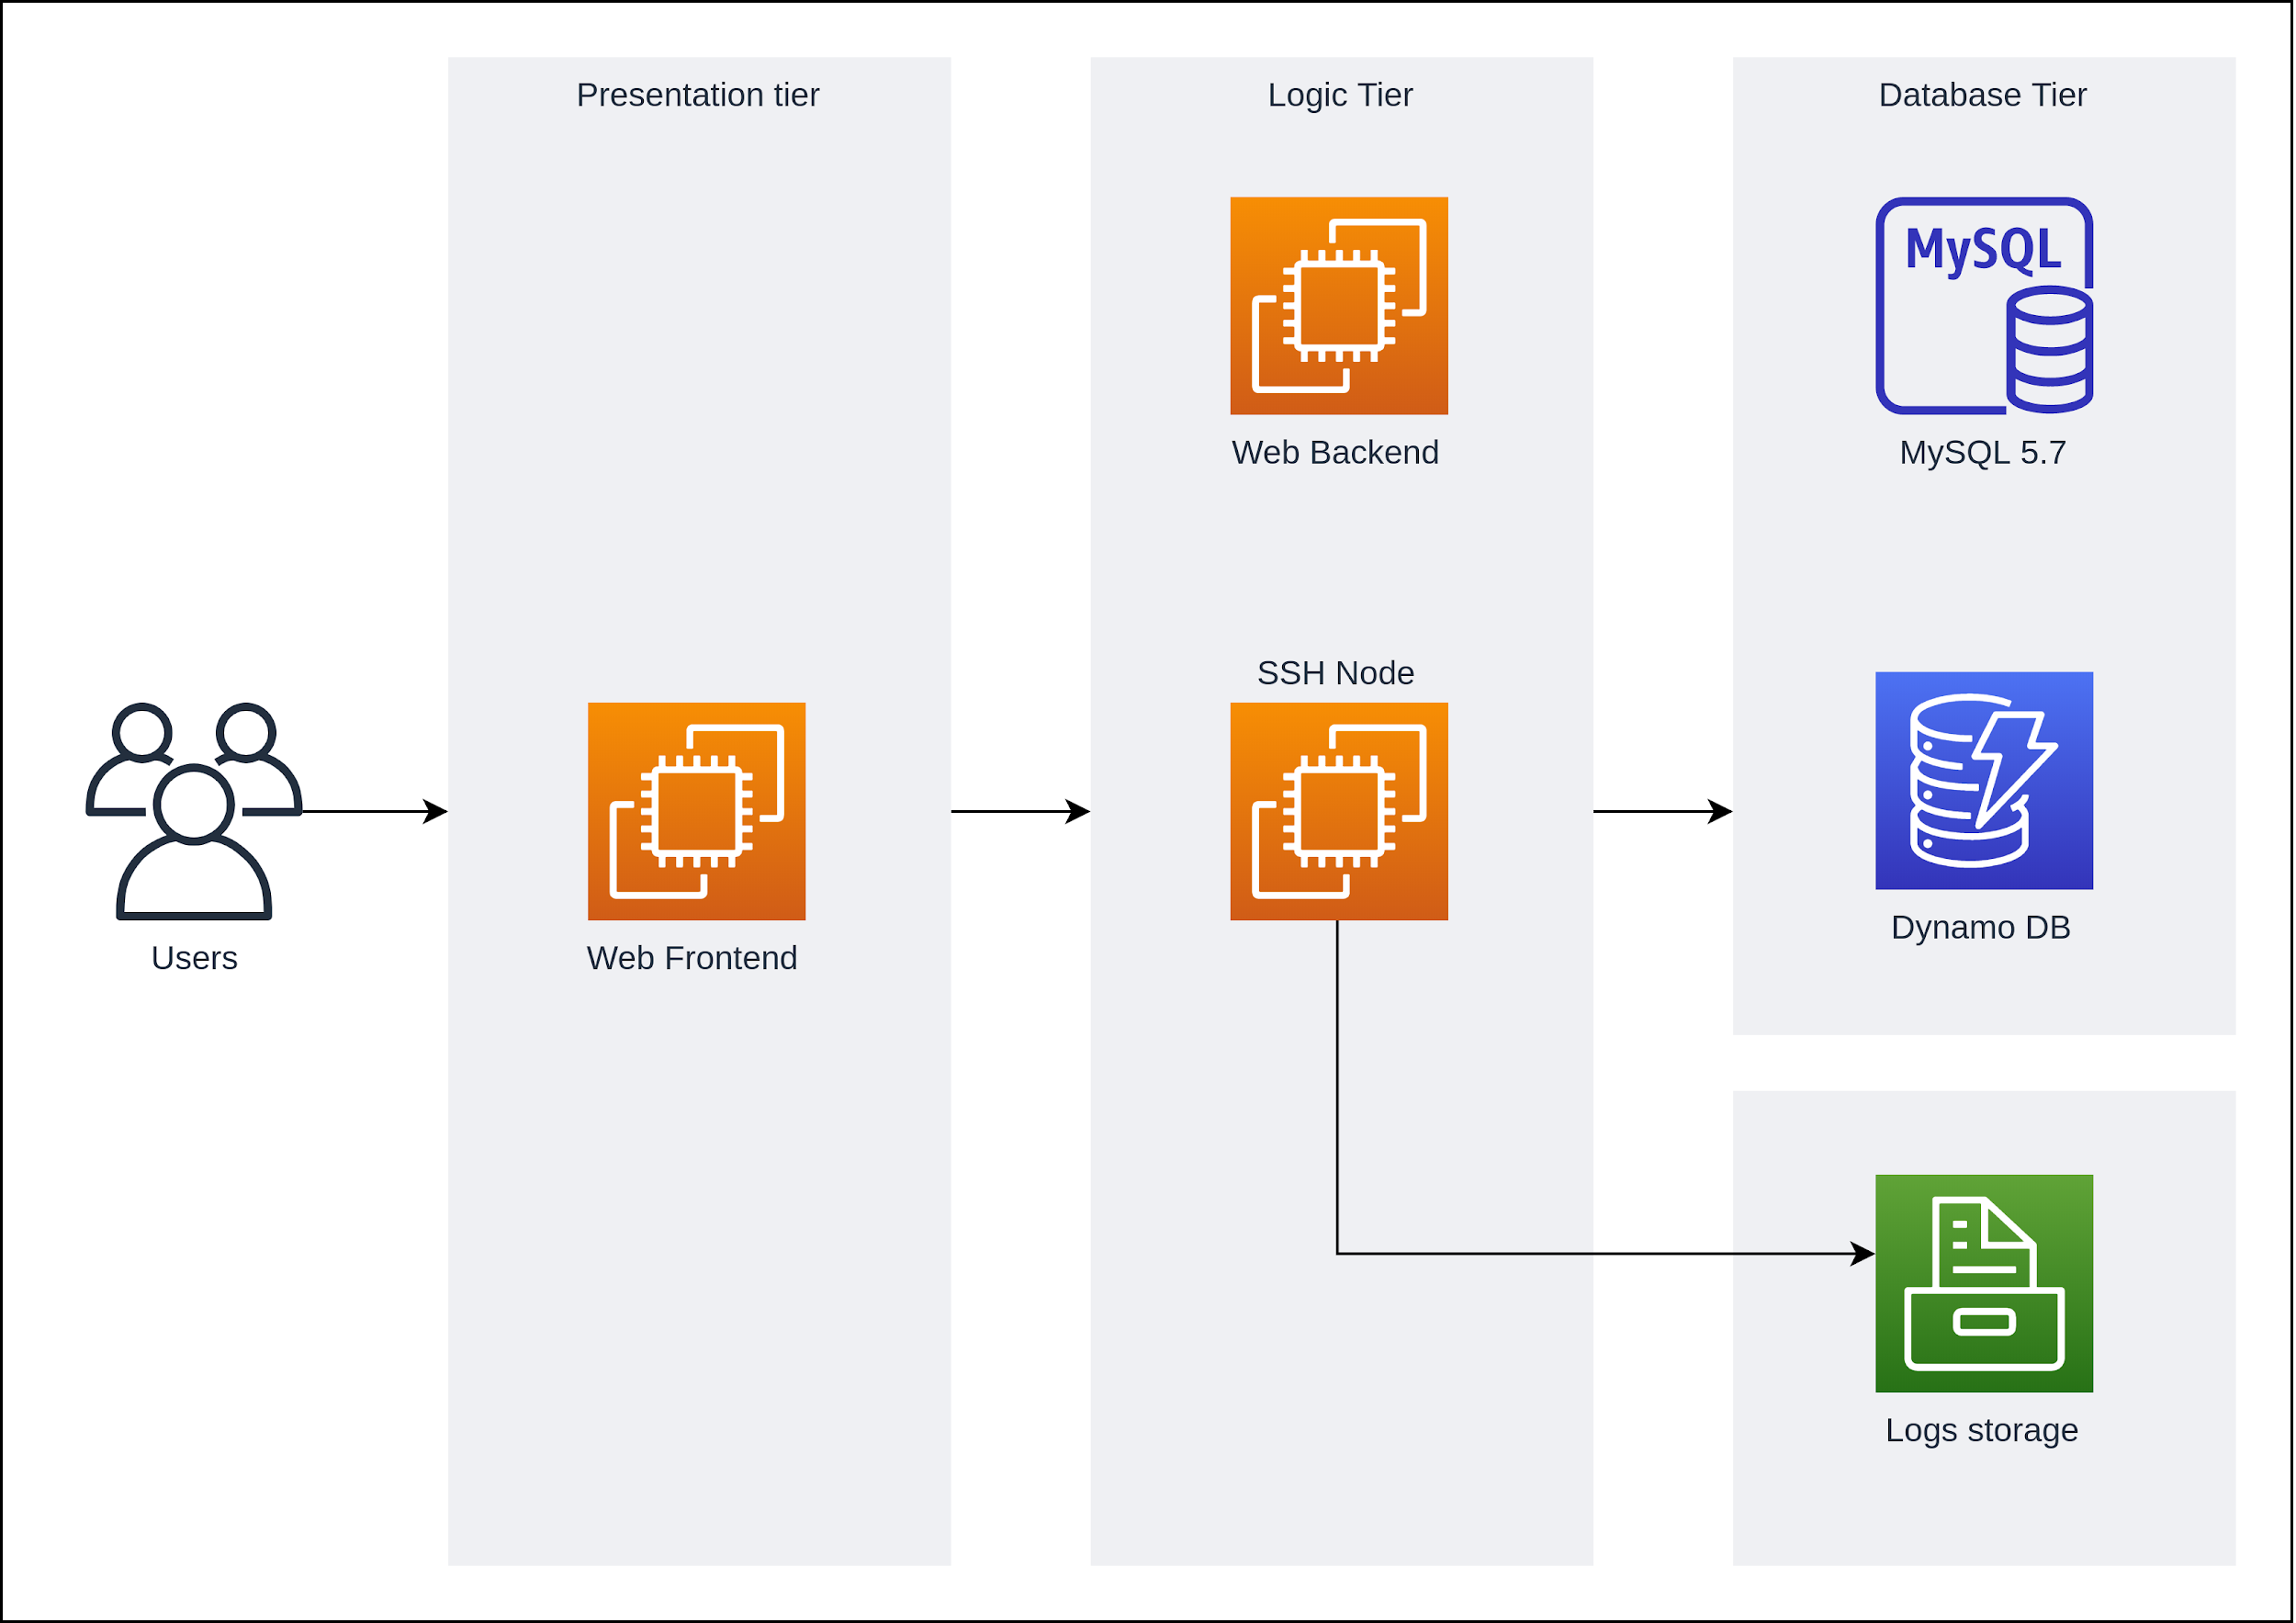 Presentation tier
Logic Tier
Database Tier
MySQL
Web Backend
MySQL 5.7
SSH Node
Users
Web Frontend
Dynamo DB
Logs storage